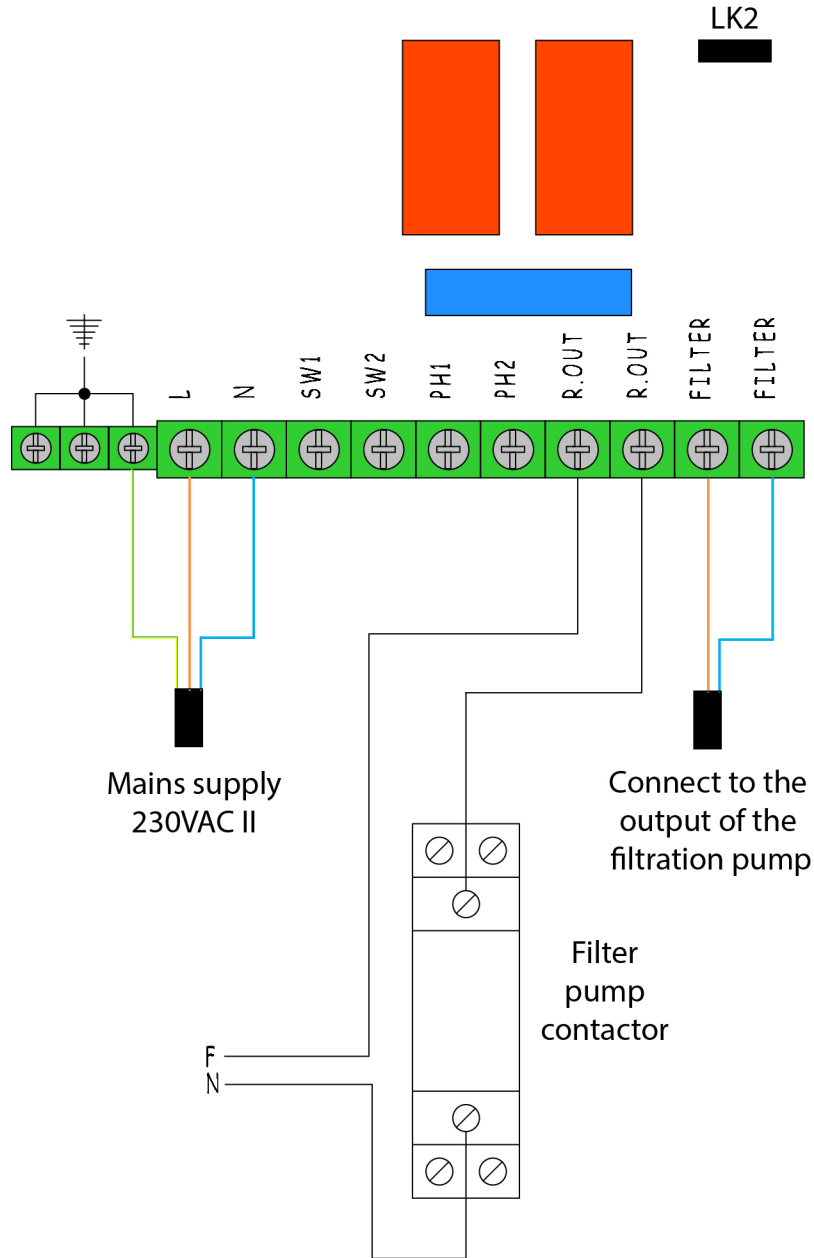 LK2
L
N
SW1
SW2
PH1
PH2
R.OUT
R.OUT
FILTER
FILTER
Mains supply
230VAC II
Connect to the
output of the
filtration pump
Filter
pump
contactor
F
N